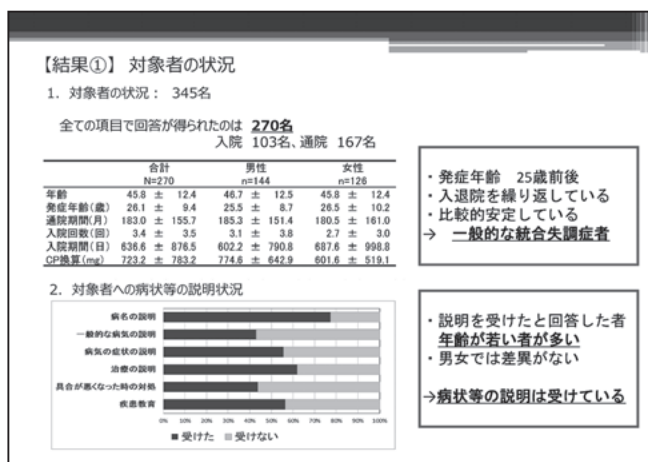 【結果①】 対象者の状況
1. 対象者の状況： 345名
全ての項目で回答が得られたのは 270名
入院 103名、通院 167名
合計 男性 女性
N=270 n=144 n=126
年齢 45.8 ± 12.4 46.7 ± 12.5 45.8 ± 12.4
発症年齢(歳) 26.1 ± 9.4 25.5 ± 8.7 26.5 ± 10.2
通院期間(月) 183.0 ± 155.7 185.3 ± 151.4 180.5 ± 161.0
入院回数(回) 3.4 ± 3.5 3.1 ± 3.8 2.7 ± 3.0
入院期間(日) 636.6 ± 876.5 602.2 ± 790.8 687.6 ± 998.8
CP換算(mg) 723.2 ± 783.2 774.6 ± 642.9 601.6 ± 519.1
・発症年齢 25歳前後
・入退院を繰り返している
・比較的安定している
→ 一般的な統合失調症者
2. 対象者への病状等の説明状況
病名の説明
一般的な病気の説明
病気の症状の説明
治療の説明
具合が悪くなった時の対処
疾患教育
0% 10% 20% 30% 40% 50% 60% 70% 80% 90% 100%
■受けた ■受けない
・説明を受けたと回答した者
年齢が若い者が多い
・男女では差異がない
→病状等の説明は受けている